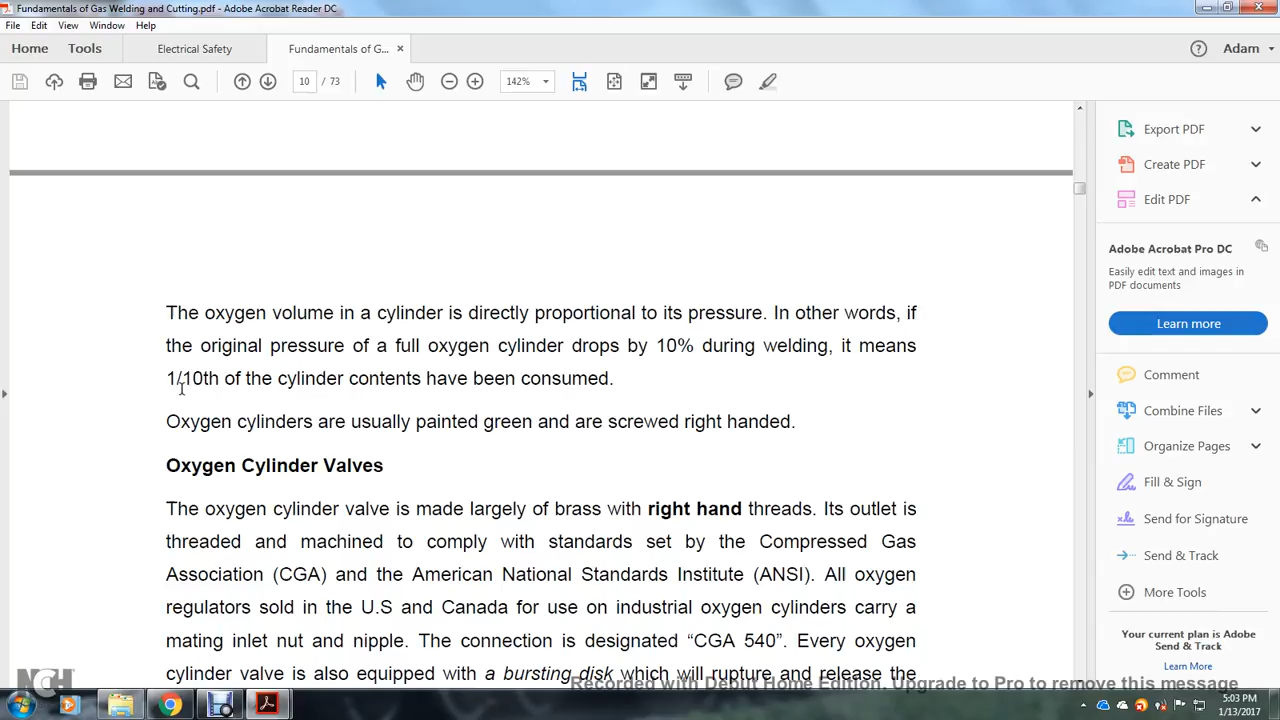 Fundamentals of Gas Welding and Cutting.pdf - Adobe Acrobat Reader DC
File Edit View Window Help
Home Tools Electrical Safety Fundamentals of G... × Adam
10 / 73 142%
Export PDF
Create PDF
Edit PDF
Adobe Acrobat Pro DC
Easily edit text and images in
PDF documents
Learn more
Comment
Combine Files
Organize Pages
Fill & Sign
Send for Signature
Send & Track
More Tools
Your current plan is Adobe
Send & Track
Learn More
The oxygen volume in a cylinder is directly proportional to its pressure. In other words, if
the original pressure of a full oxygen cylinder drops by 10% during welding, it means
1/10th of the cylinder contents have been consumed.
Oxygen cylinders are usually painted green and are screwed right handed.
Oxygen Cylinder Valves
The oxygen cylinder valve is made largely of brass with right hand threads. Its outlet is
threaded and machined to comply with standards set by the Compressed Gas
Association (CGA) and the American National Standards Institute (ANSI). All oxygen
regulators sold in the U.S and Canada for use on industrial oxygen cylinders carry a
mating inlet nut and nipple. The connection is designated “CGA 540”. Every oxygen
cylinder valve is also equipped with a bursting disk which will rupture and release the
NCH
Recorded with Debut Home Edition. Upgrade to Pro to remove this message
5:03 PM
1/13/2017